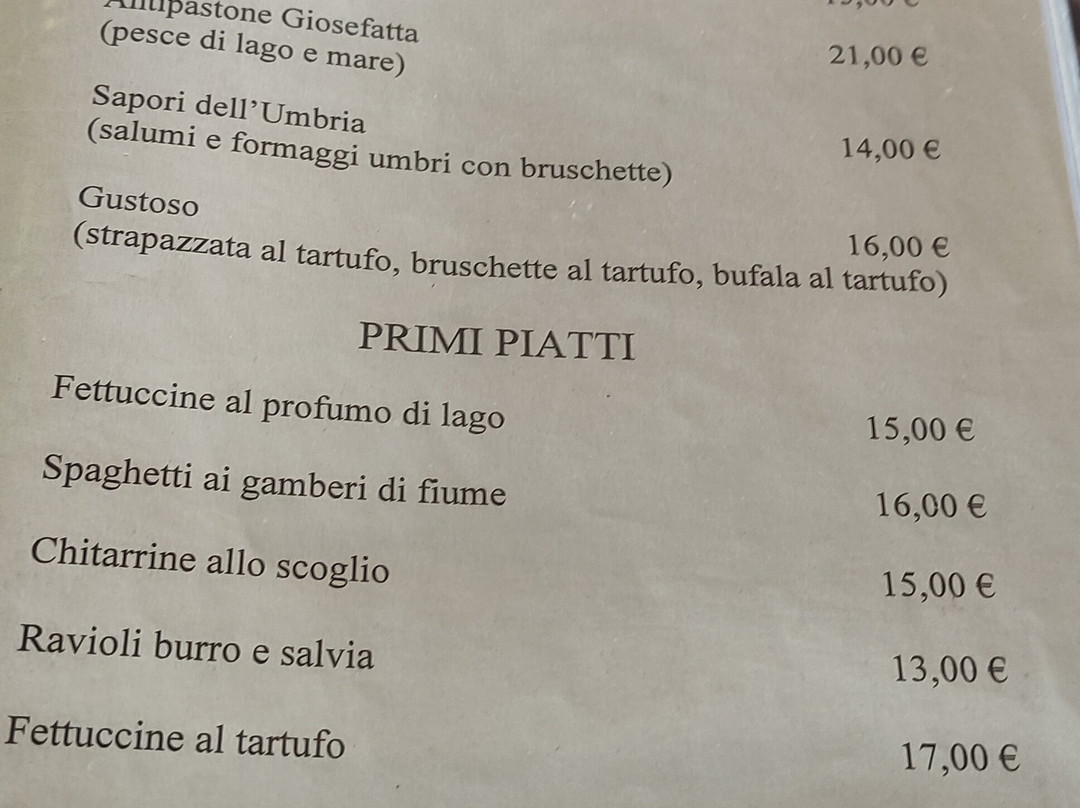 Antipastone Giosefatta
(pesce di lago e mare) 21,00 €
Sapori dell'Umbria
(salumi e formaggi umbri con bruschette) 14,00 €
Gustoso 16,00 €
(strapazzata al tartufo, bruschette al tartufo, bufala al tartufo)
PRIMI PIATTI
Fettuccine al profumo di lago 15,00 €
Spaghetti ai gamberi di fiume 16,00 €
Chitarrine allo scoglio 15,00 €
Ravioli burro e salvia 13,00 €
Fettuccine al tartufo 17,00 €